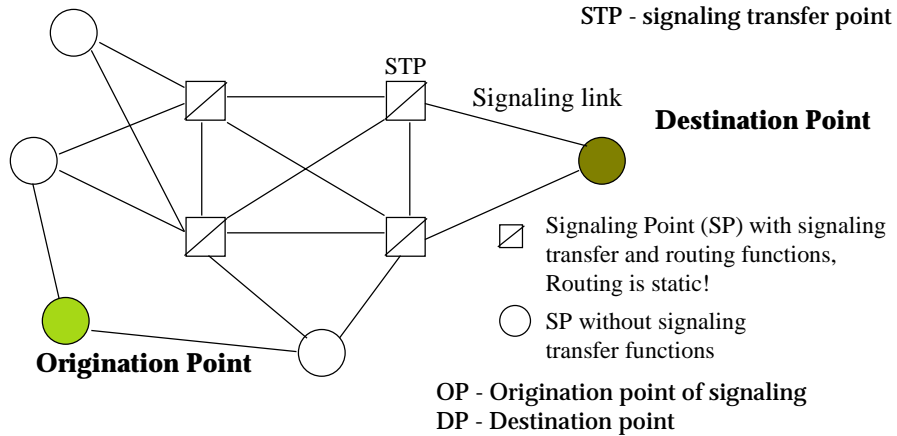 STP - signaling transfer point
STP
Signaling link
Destination Point
Signaling Point (SP) with signaling
transfer and routing functions,
Routing is static!
SP without signaling
transfer functions
Origination Point
OP - Origination point of signaling
DP - Destination point